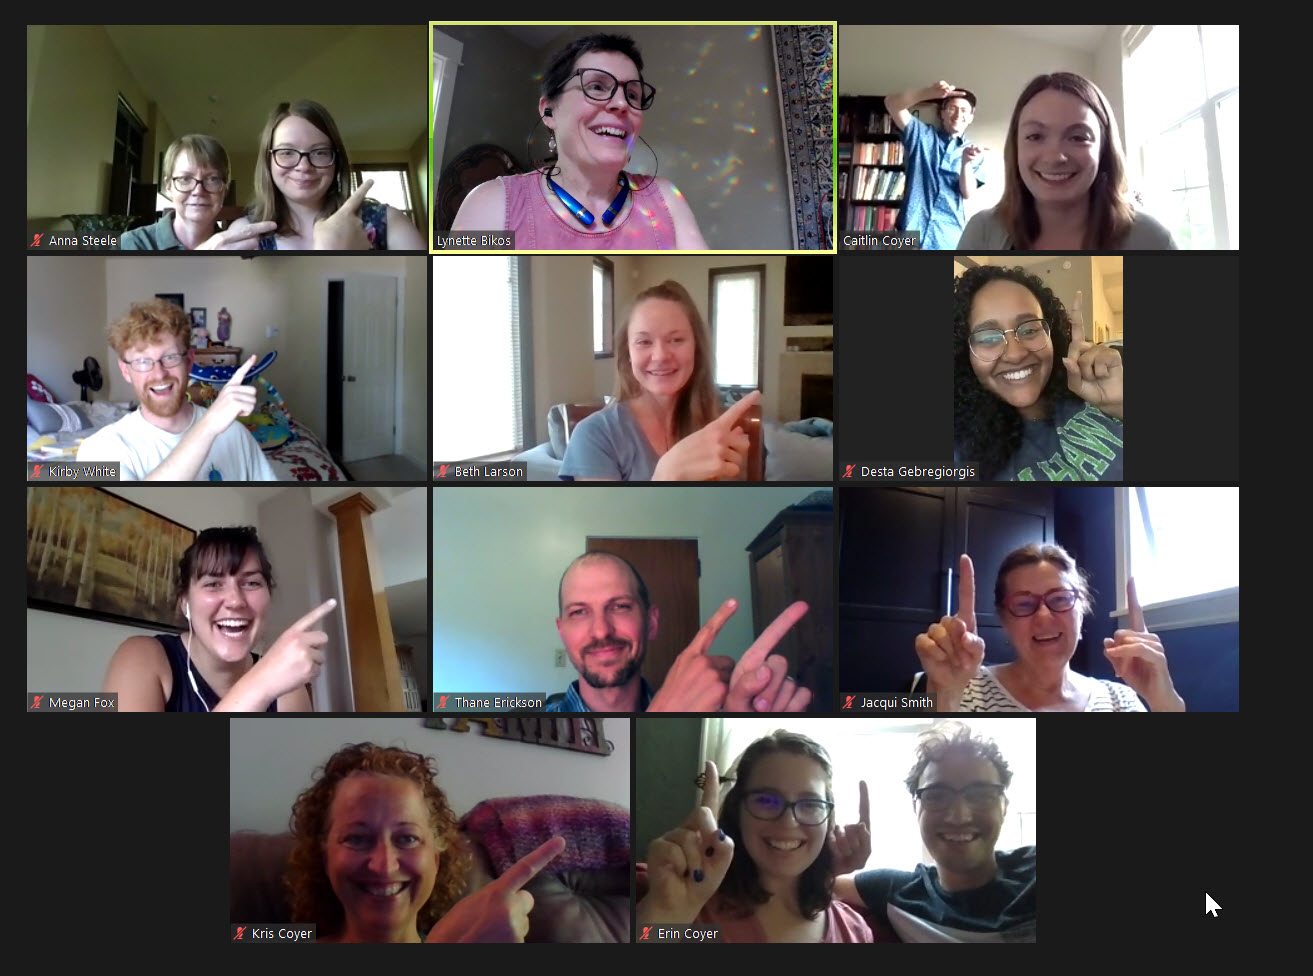 Anna Steele
Lynette Bikos
Caitlin Coyer
Kirby White
Beth Larson
Desta Gebregiorgis
Megan Fox
Thane Erickson
Jacqui Smith
Kris Coyer
Erin Coyer